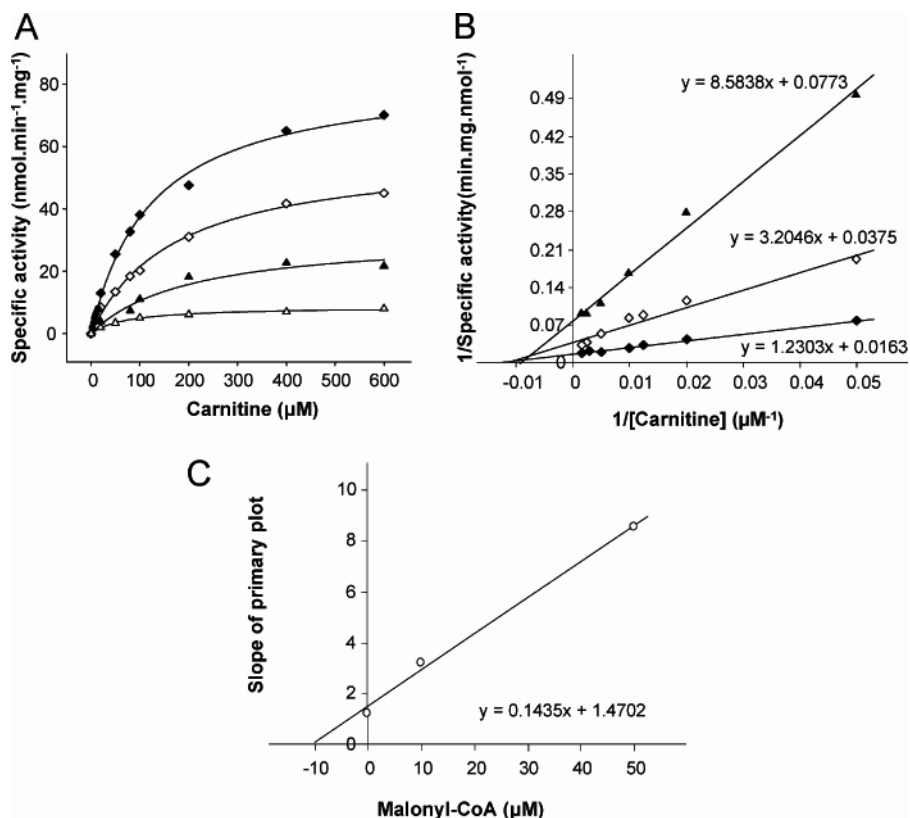 A
Specific activity (nmol.min⁻¹.mg⁻¹)
80
60
40
20
0
0 100 200 300 400 500 600
Carnitine (µM)
B
1/Specific activity(min.mg.nmol⁻¹)
0.49
0.42
0.35
0.28
0.21
0.14
0.07
0
y = 8.5838x + 0.0773
y = 3.2046x + 0.0375
y = 1.2303x + 0.0163
-0.01 0 0.01 0.02 0.03 0.04 0.05
1/[Carnitine] (µM⁻¹)
C
Slope of primary plot
10
8
6
4
2
0
y = 0.1435x + 1.4702
-10 0 10 20 30 40 50
Malonyl-CoA (µM)